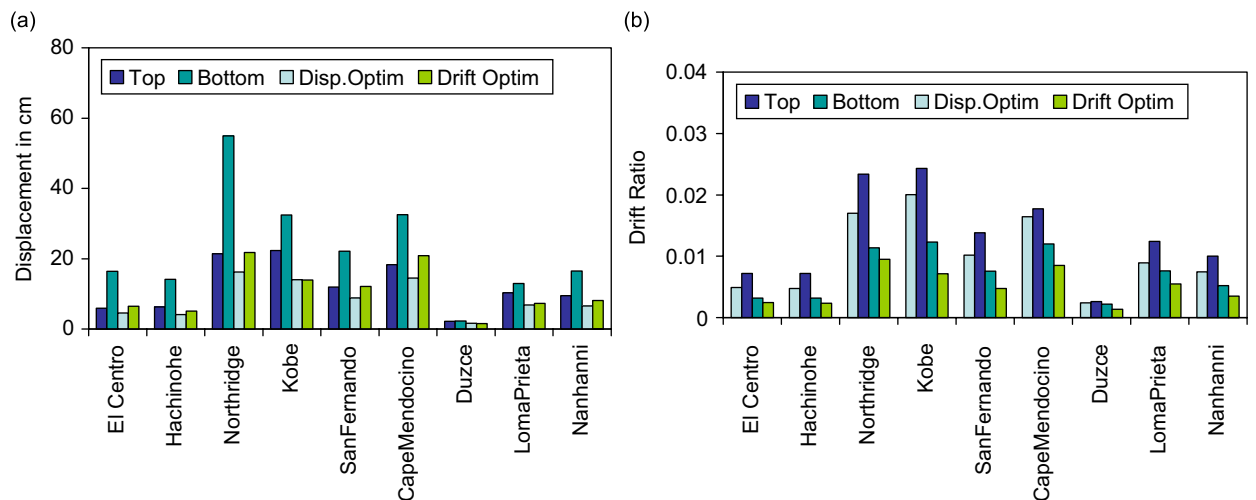 (a)
Displacement in cm
80
60
40
20
0
Top Bottom Disp.Optim Drift Optim
El Centro
Hachinohe
Northridge
Kobe
SanFernando
CapeMendocino
Duzce
LomaPrieta
Nanhanni
(b)
Drift Ratio
0.04
0.03
0.02
0.01
0
Top Bottom Disp.Optim Drift Optim
El Centro
Hachinohe
Northridge
Kobe
SanFernando
CapeMendocino
Duzce
LomaPrieta
Nanhanni